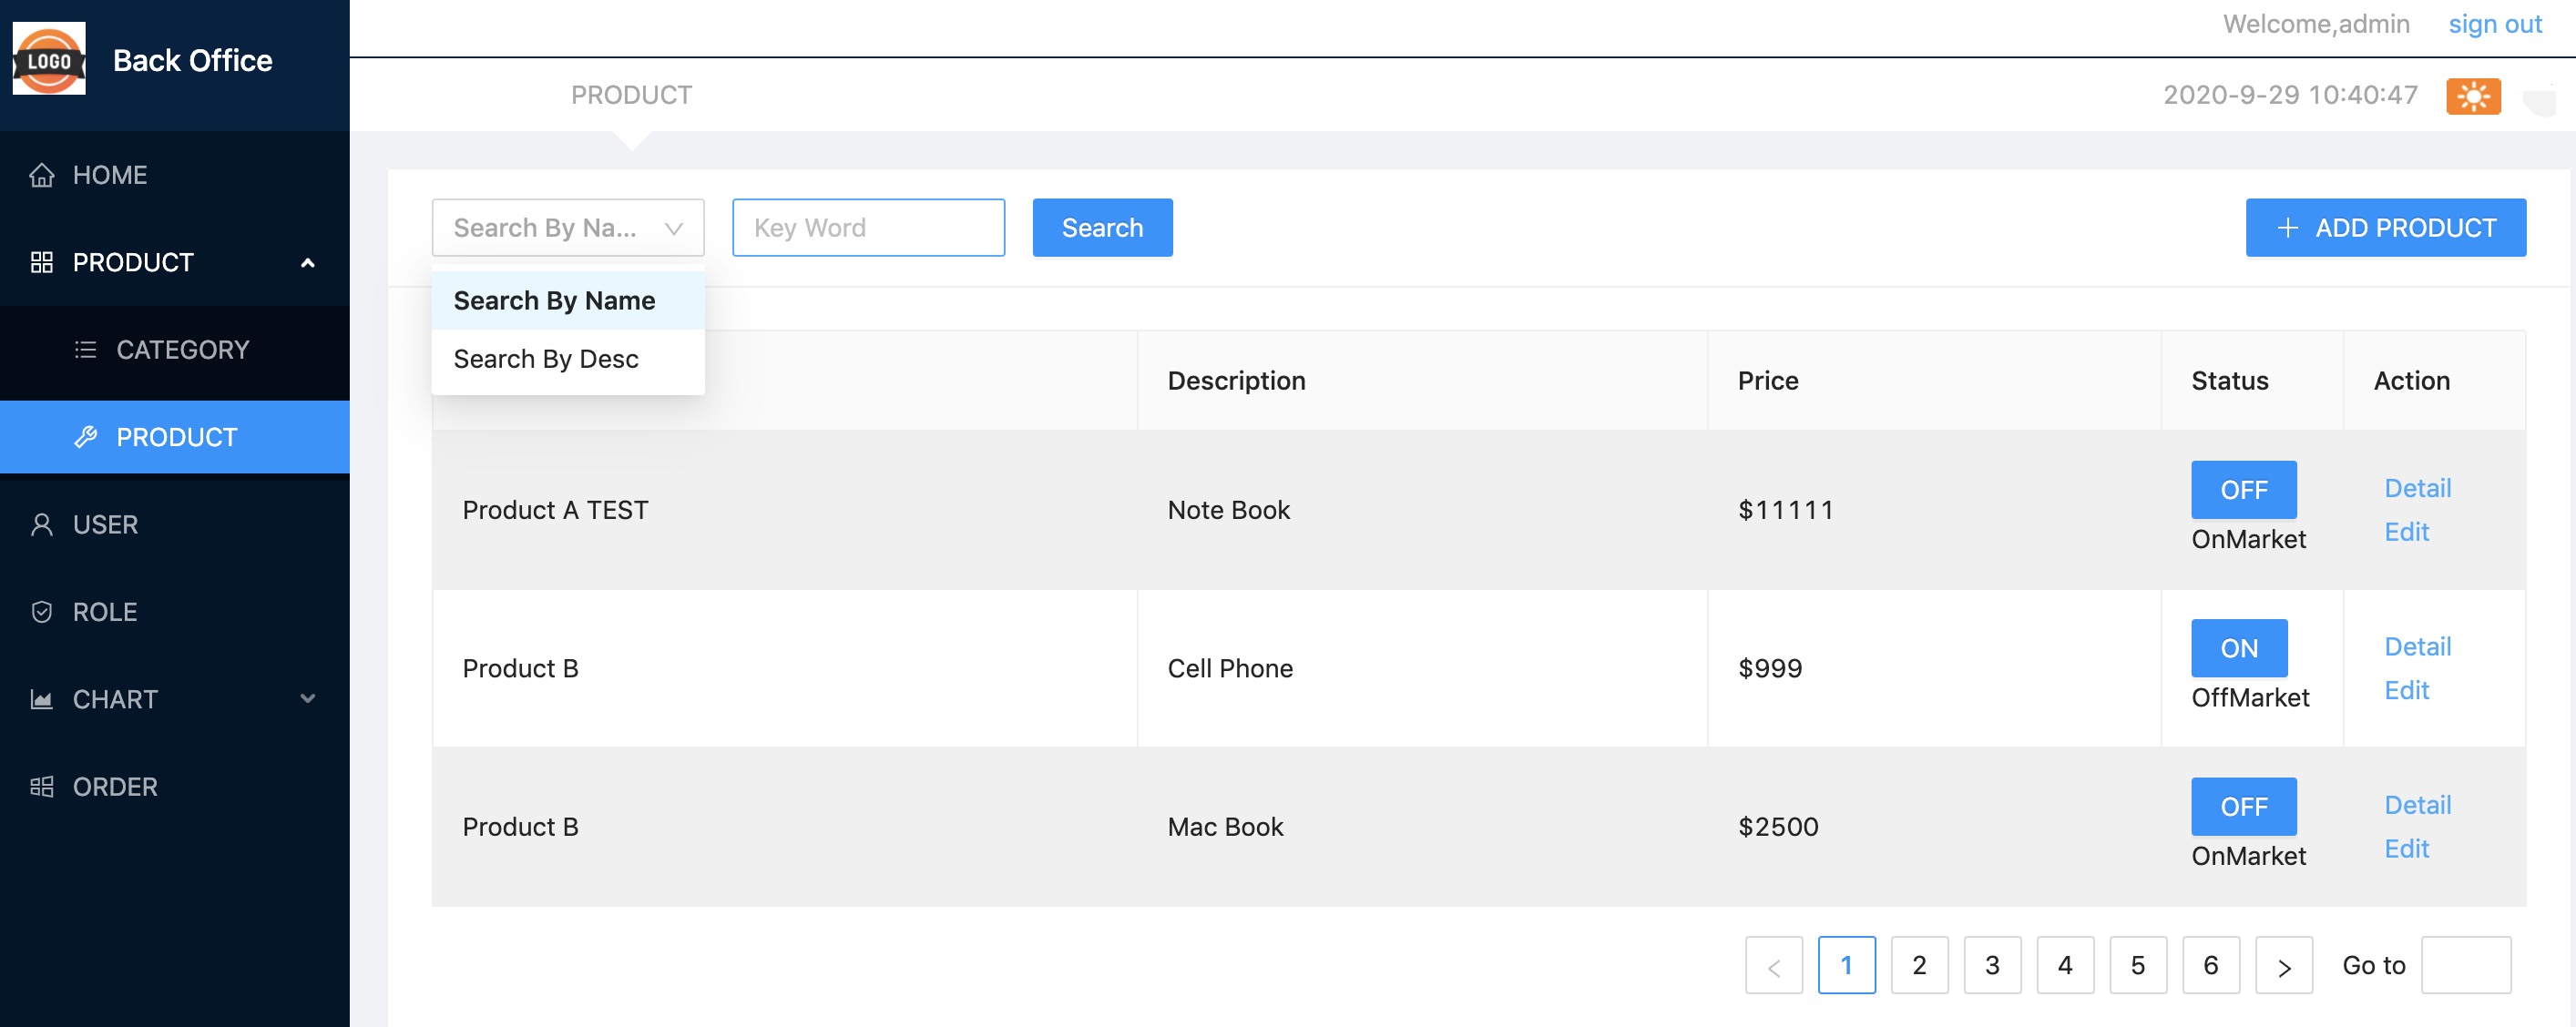 LOGO
Back Office
Welcome,admin sign out
PRODUCT
2020-9-29 10:40:47
HOME
PRODUCT
CATEGORY
PRODUCT
USER
ROLE
CHART
ORDER
Search By Na...
Key Word
Search
ADD PRODUCT
Search By Name
Search By Desc
Description Price Status Action
Product A TEST Note Book $11111 OFF OnMarket Detail Edit
Product B Cell Phone $999 ON OffMarket Detail Edit
Product B Mac Book $2500 OFF OnMarket Detail Edit
< 1 2 3 4 5 6 > Go to